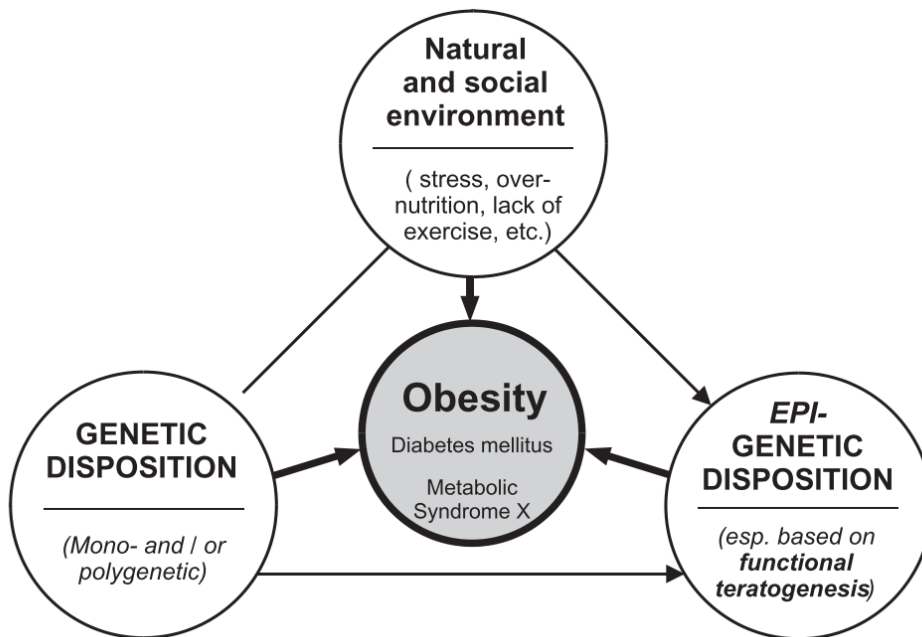 Natural
and social
environment
( stress, over-
nutrition, lack of
exercise, etc.)
Obesity
Diabetes mellitus
Metabolic
Syndrome X
GENETIC
DISPOSITION
(Mono- and / or
polygenetic)
EPI-
GENETIC
DISPOSITION
(esp. based on
functional
teratogenesis)